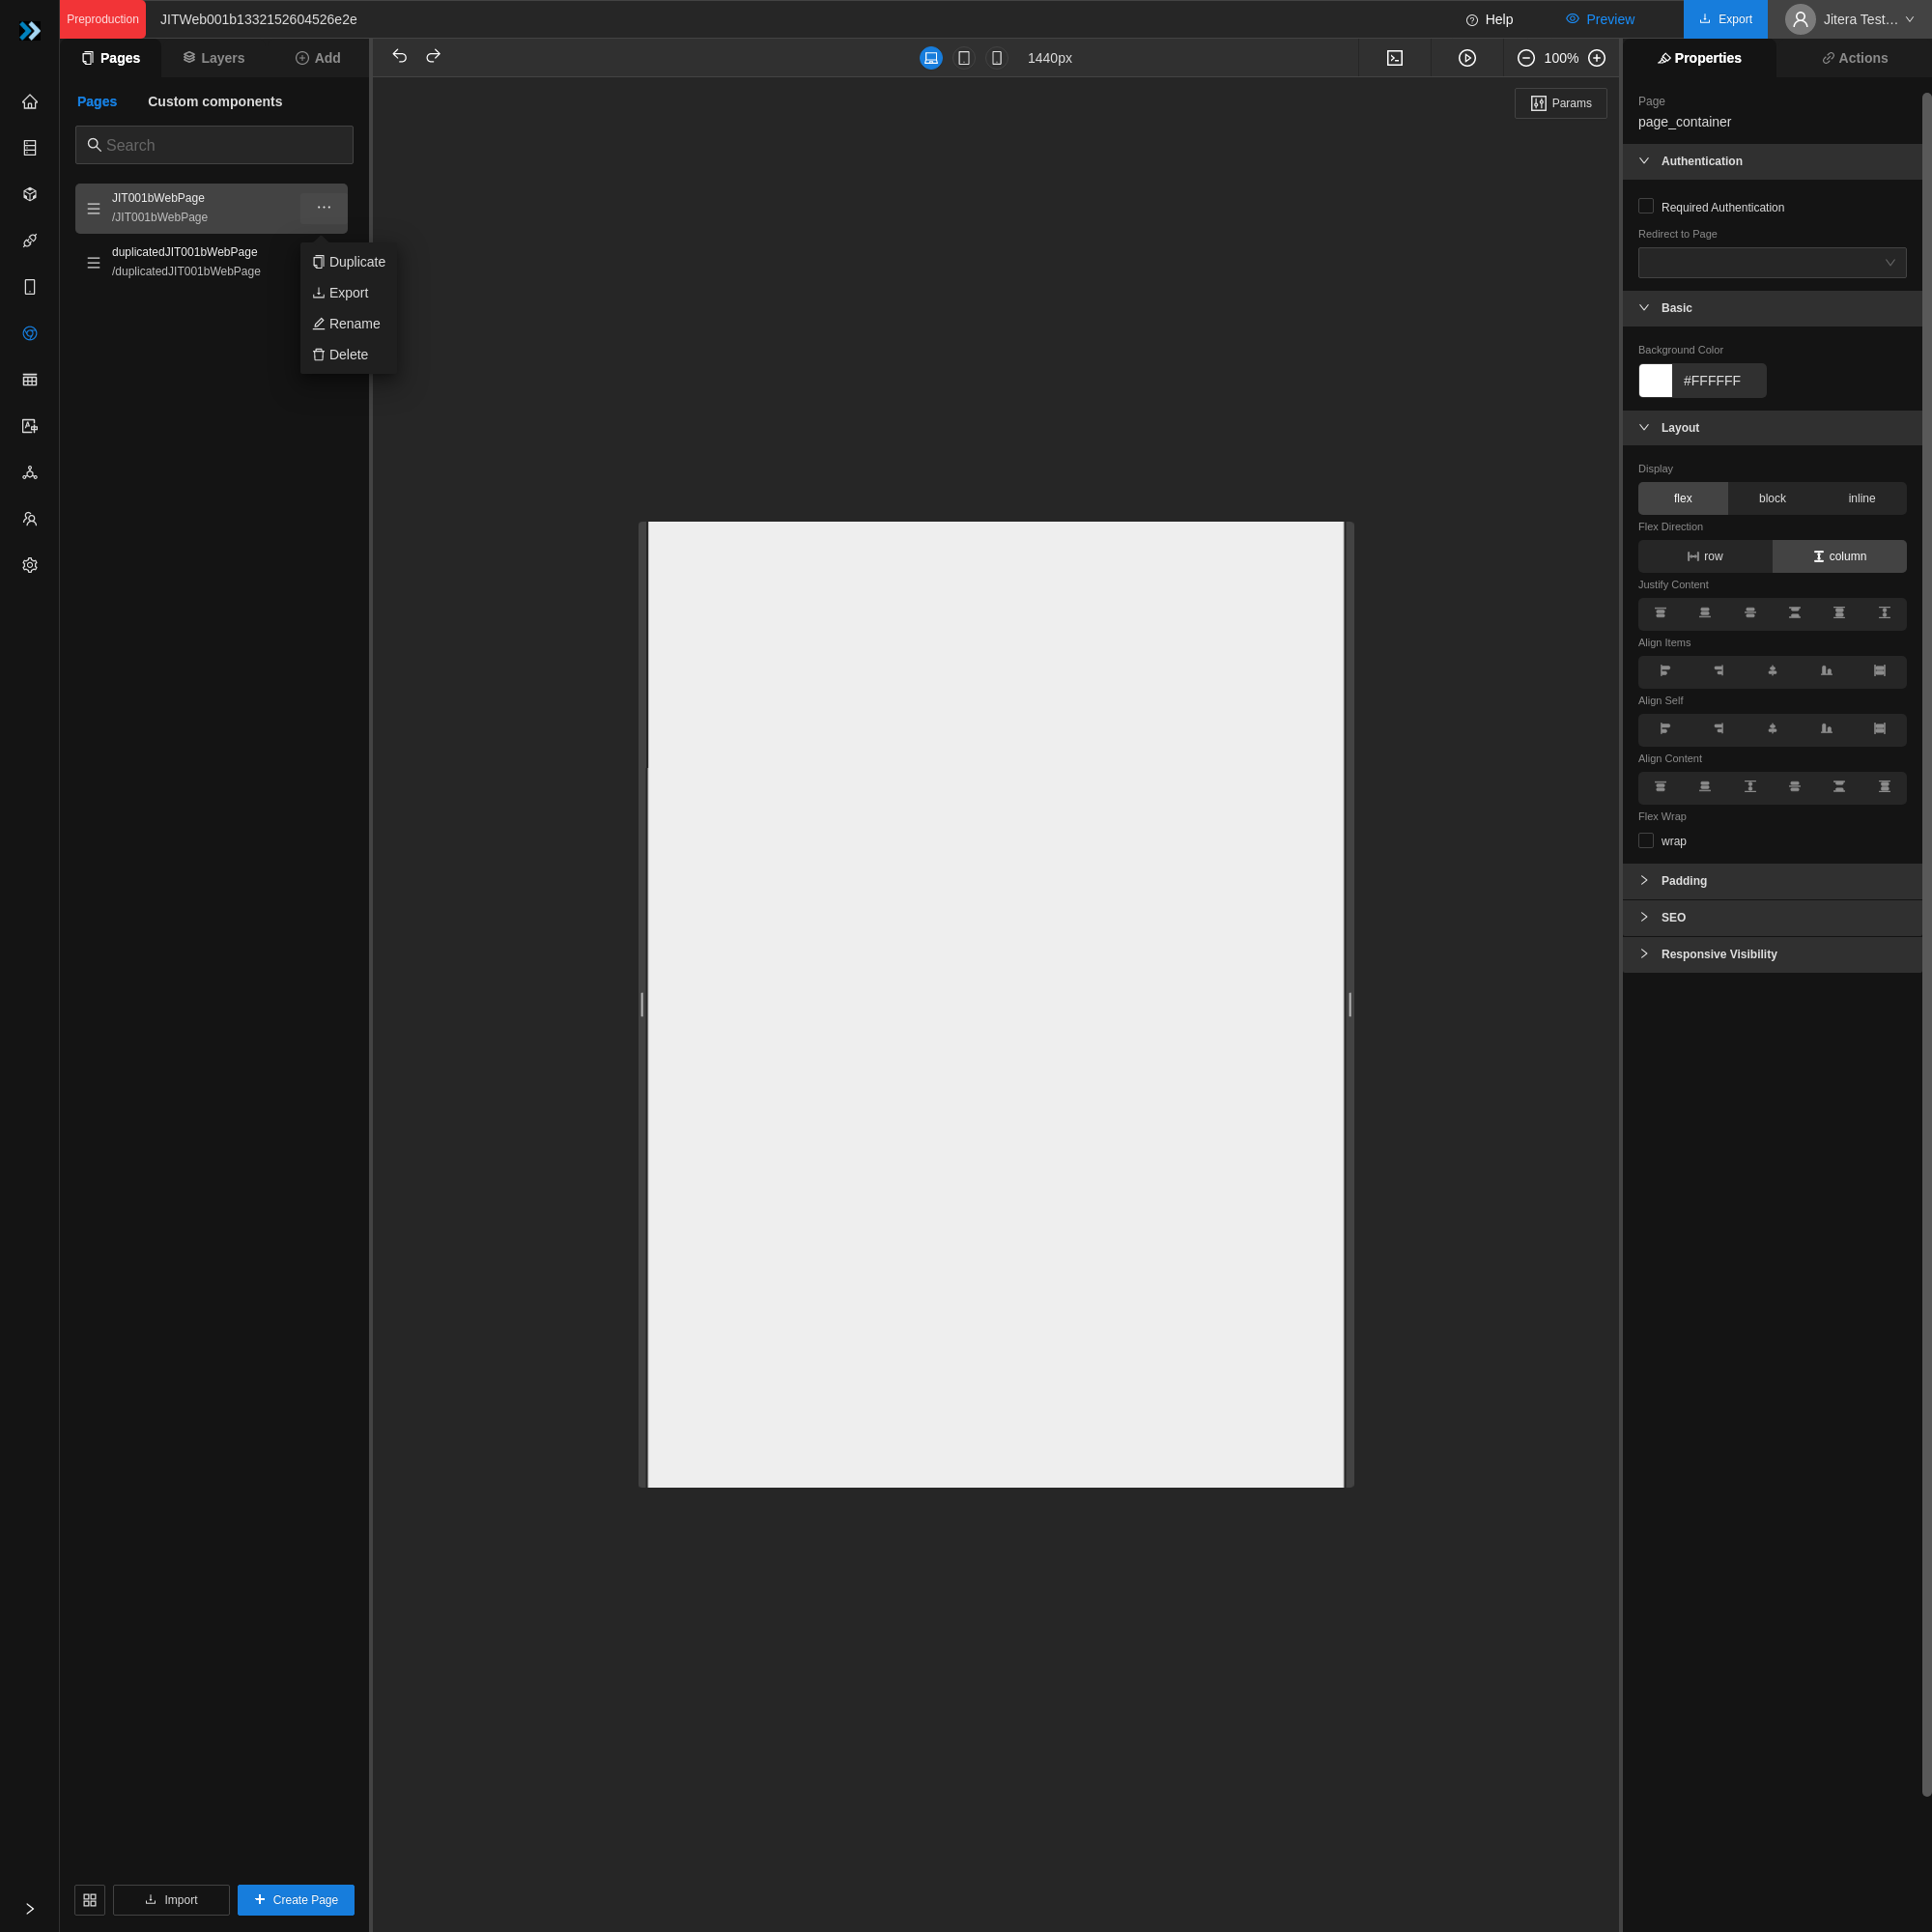 Preproduction
JITWeb001b1332152604526e2e
Help
Preview
Export
Jitera Test…
Pages
Layers
Add
1440px
100%
Properties
Actions
Pages
Custom components
Search
JIT001bWebPage
/JIT001bWebPage
duplicatedJIT001bWebPage
/duplicatedJIT001bWebPage
Duplicate
Export
Rename
Delete
Params
Page
page_container
Authentication
Required Authentication
Redirect to Page
Basic
Background Color
#FFFFFF
Layout
Display
flex block inline
Flex Direction
row column
Justify Content
Align Items
Align Self
Align Content
Flex Wrap
wrap
Padding
SEO
Responsive Visibility
Import
Create Page